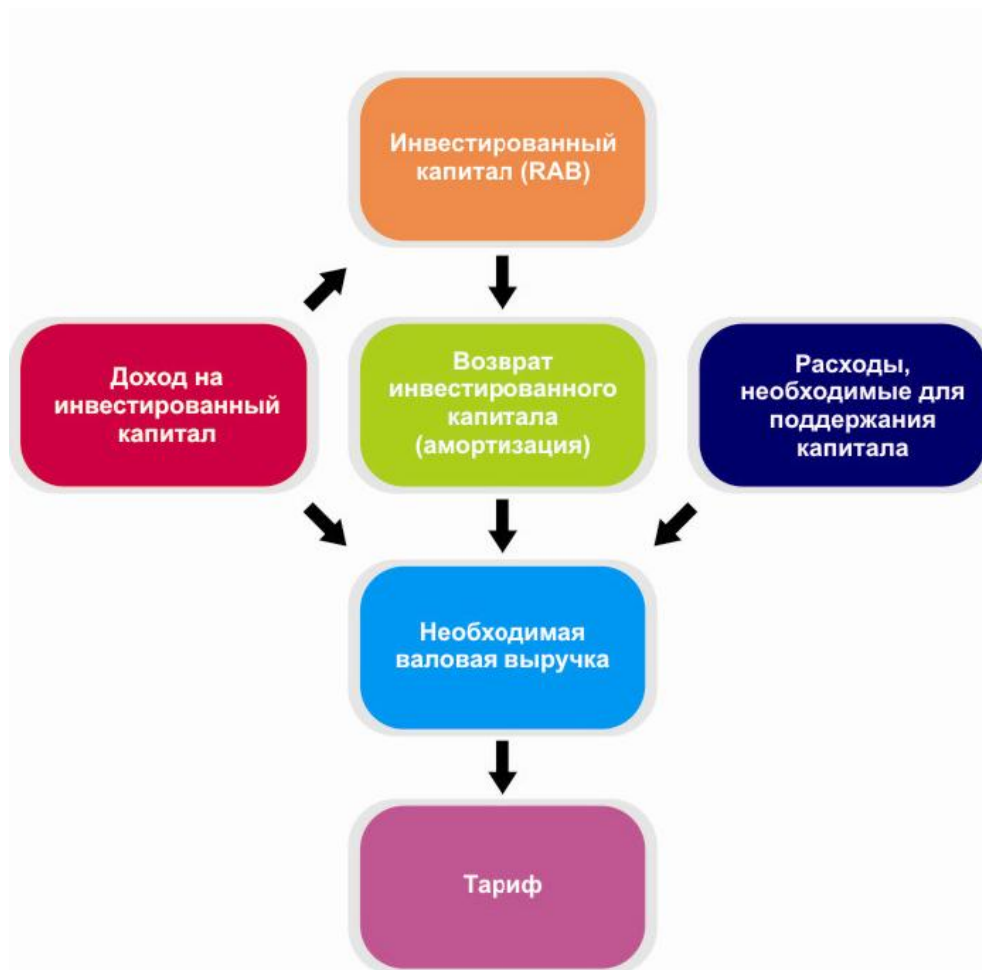 Инвестированный
капитал (RAB)
Доход на
инвестированный
капитал
Возврат
инвестированного
капитала
(амортизация)
Расходы,
необходимые для
поддержания
капитала
Необходимая
валовая выручка
Тариф